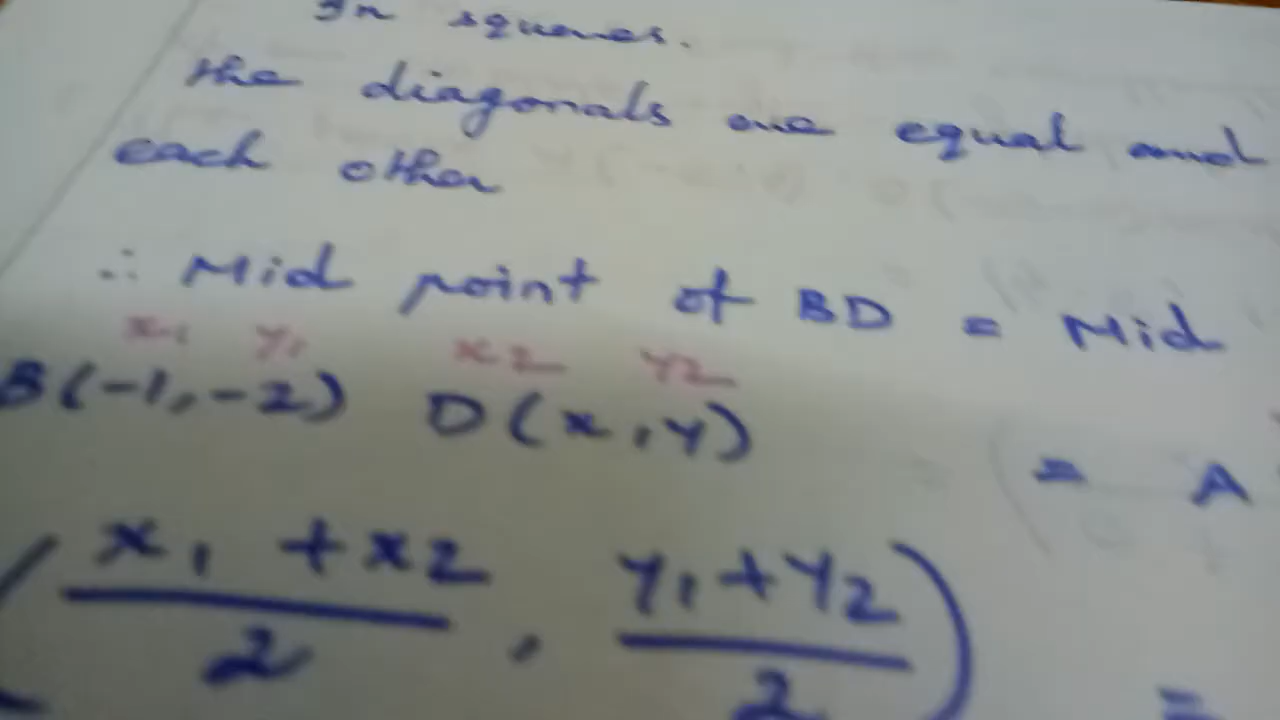 In squares.
the diagonals are equal and
each other
∴ Mid point of BD = Mid
x1 y1 x2 y2
B(-1,-2) D(x,y) = A
(x1 + x2 / 2 , y1 + y2 / 2) =